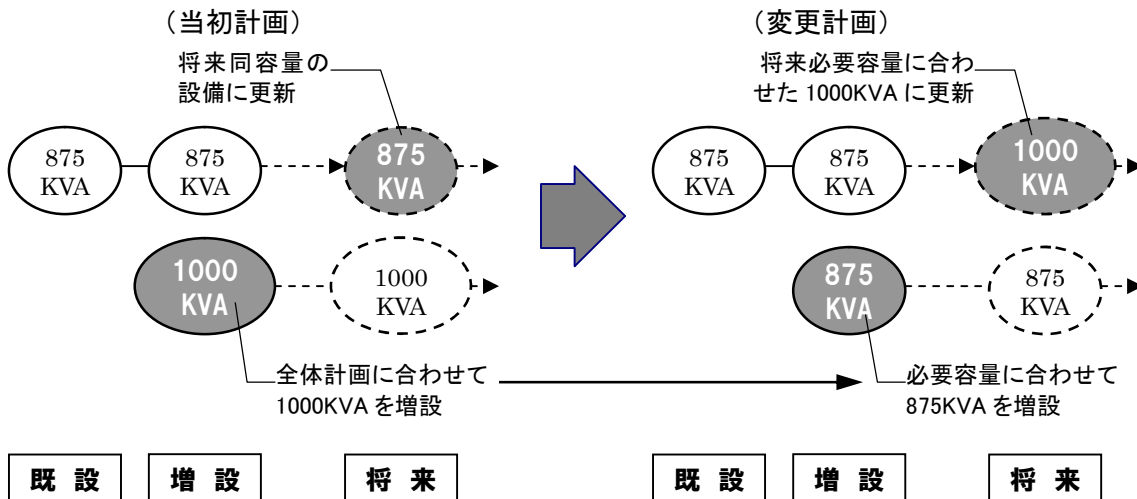 （当初計画）
将来同容量の
設備に更新
875
KVA
875
KVA
875
KVA
1000
KVA
1000
KVA
全体計画に合わせて
1000KVA を増設
既 設
増 設
将 来
（変更計画）
将来必要容量に合わ
せた 1000KVA に更新
875
KVA
875
KVA
1000
KVA
875
KVA
875
KVA
必要容量に合わせて
875KVA を増設
既 設
増 設
将 来